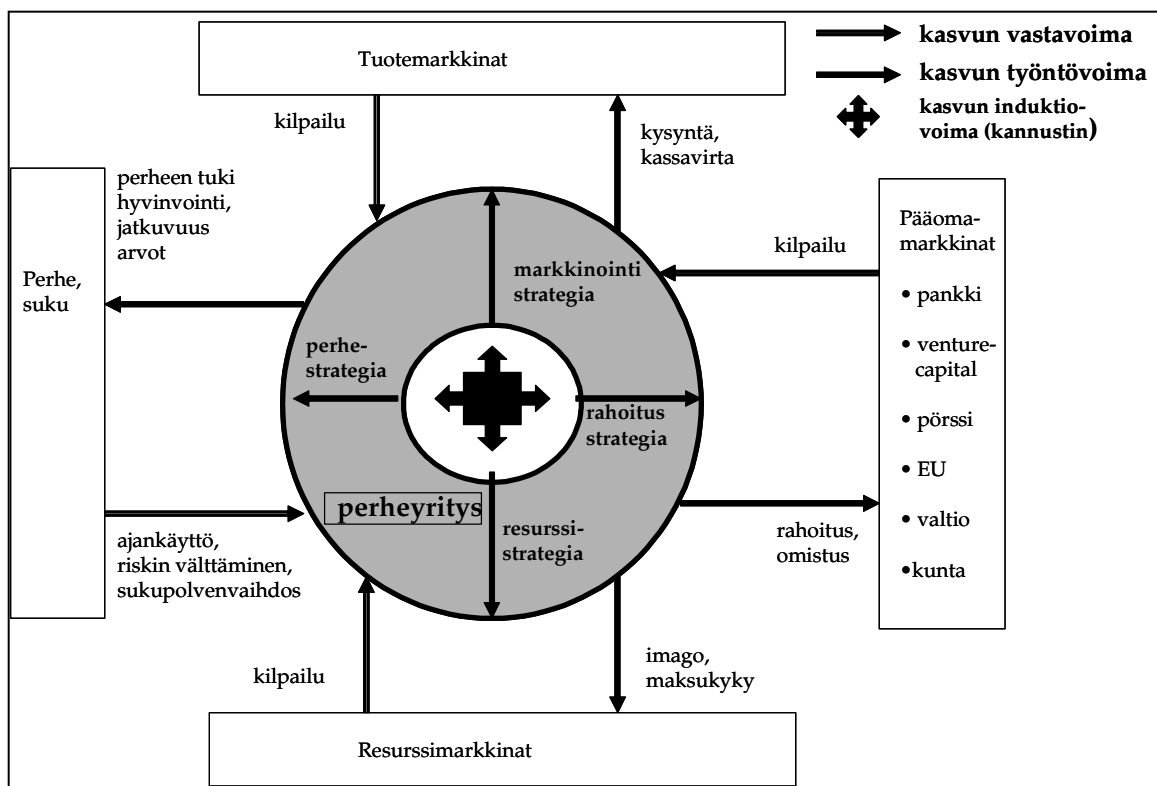 Tuotemarkkinat
kasvun vastavoima
kasvun työntövoima
kasvun induktio-
voima (kannustin)
kilpailu
kysyntä,
kassavirta
perheen tuki
hyvinvointi,
jatkuvuus
arvot
Perhe,
suku
kilpailu
Pääoma-
markkinat
• pankki
• venture-
capital
• pörssi
• EU
• valtio
•kunta
markkinointi
strategia
perhe-
strategia
rahoitus
strategia
perheyritys
resurssi-
strategia
ajankäyttö,
riskin välttäminen,
sukupolvenvaihdos
rahoitus,
omistus
kilpailu
imago,
maksukyky
Resurssimarkkinat